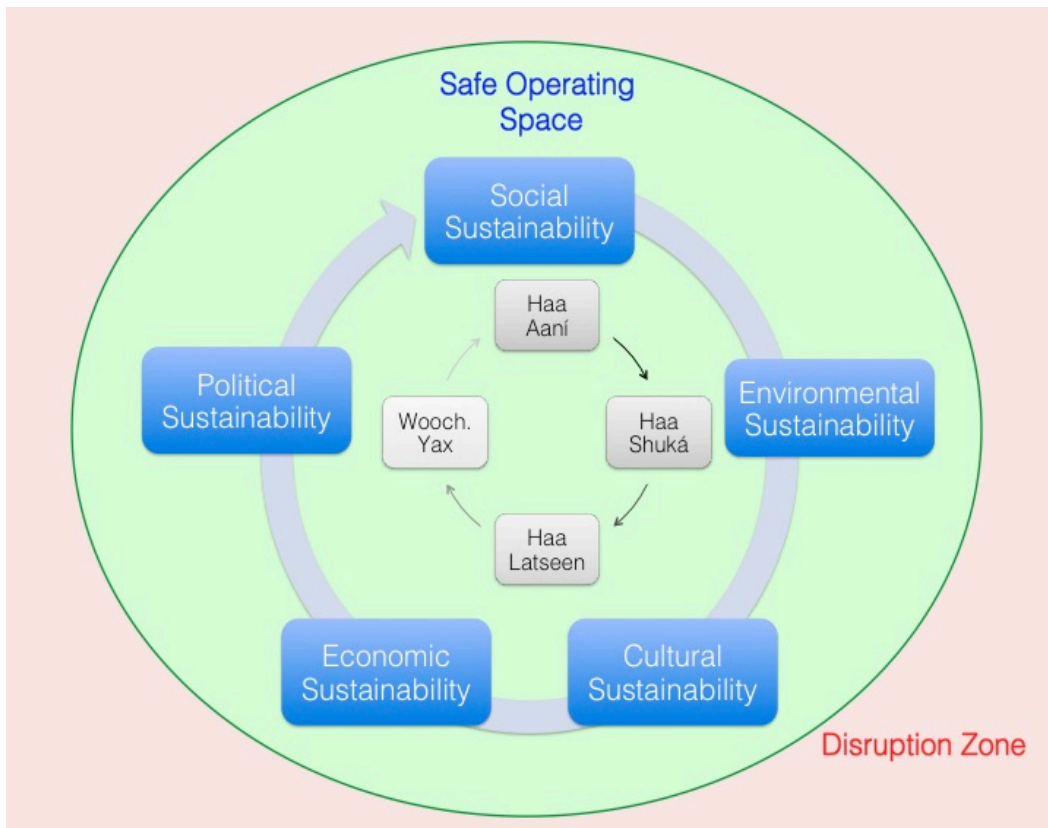 Safe Operating
Space
Social
Sustainability
Haa
Aaní
Political
Sustainability
Environmental
Sustainability
Wooch.
Yax
Haa
Shuká
Haa
Latseen
Economic
Sustainability
Cultural
Sustainability
Disruption Zone